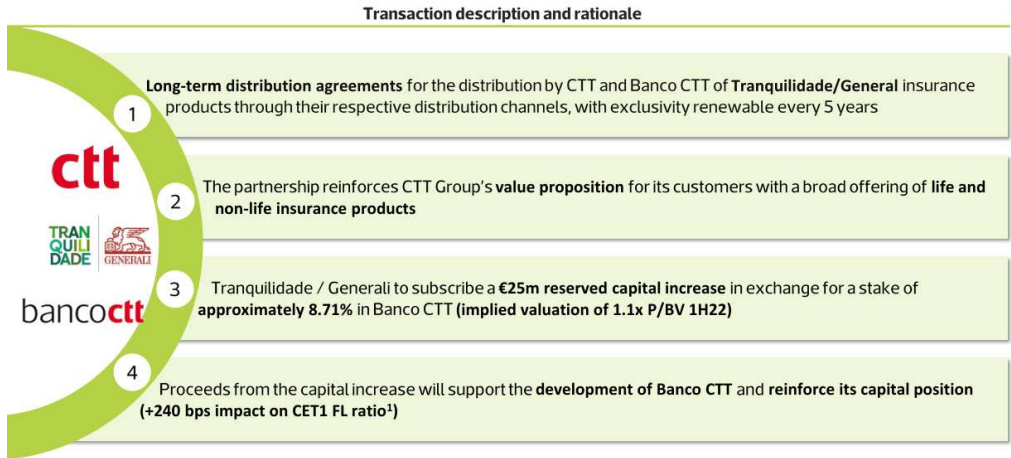 Transaction description and rationale
1
Long-term distribution agreements for the distribution by CTT and Banco CTT of Tranquilidade/General insurance
products through their respective distribution channels, with exclusivity renewable every 5 years
ctt
2
The partnership reinforces CTT Group's value proposition for its customers with a broad offering of life and
non-life insurance products
TRAN
QUILI
DADE
GENERALI
3
Tranquilidade / Generali to subscribe a €25m reserved capital increase in exchange for a stake of
approximately 8.71% in Banco CTT (implied valuation of 1.1x P/BV 1H22)
bancoctt
4
Proceeds from the capital increase will support the development of Banco CTT and reinforce its capital position
(+240 bps impact on CET1 FL ratio¹)